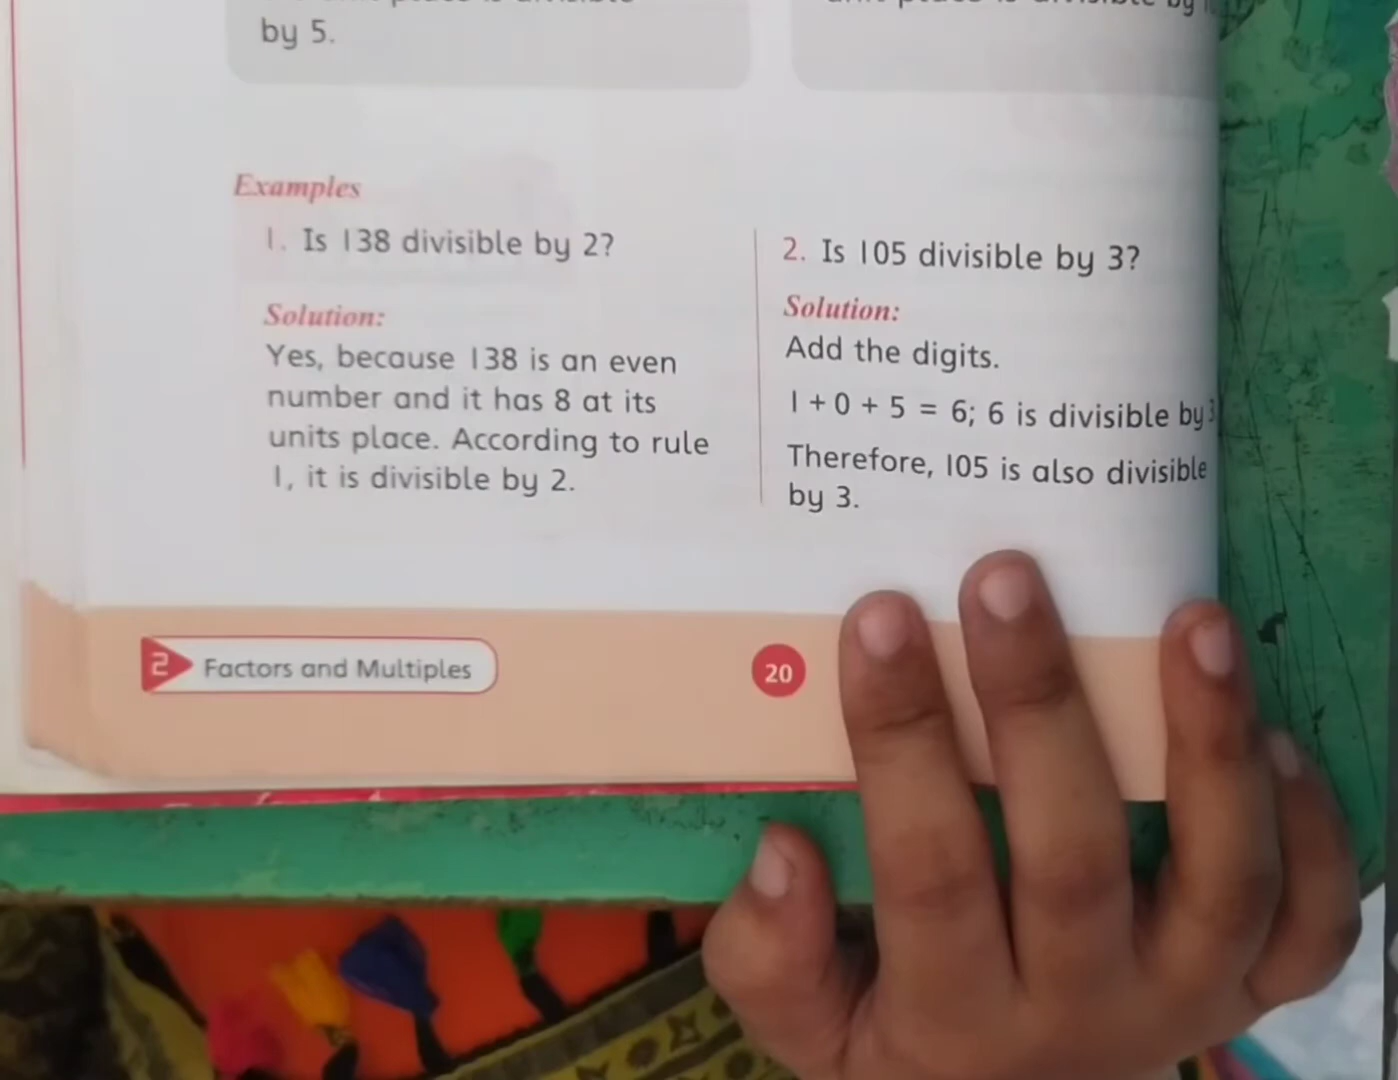 by 5.
Examples
1. Is 138 divisible by 2?
Solution:
Yes, because 138 is an even
number and it has 8 at its
units place. According to rule
1, it is divisible by 2.
2. Is 105 divisible by 3?
Solution:
Add the digits.
1 + 0 + 5 = 6; 6 is divisible by 3
Therefore, 105 is also divisible
by 3.
2 Factors and Multiples
20